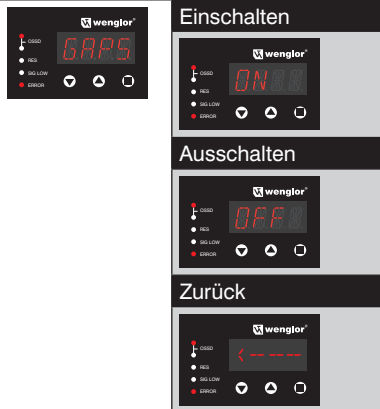 wenglor®
OSSD
GAPS
RES
SIG LOW
ERROR
Einschalten
wenglor®
OSSD
ON
RES
SIG LOW
ERROR
Ausschalten
wenglor®
OSSD
OFF
RES
SIG LOW
ERROR
Zurück
wenglor®
OSSD
<-----
RES
SIG LOW
ERROR